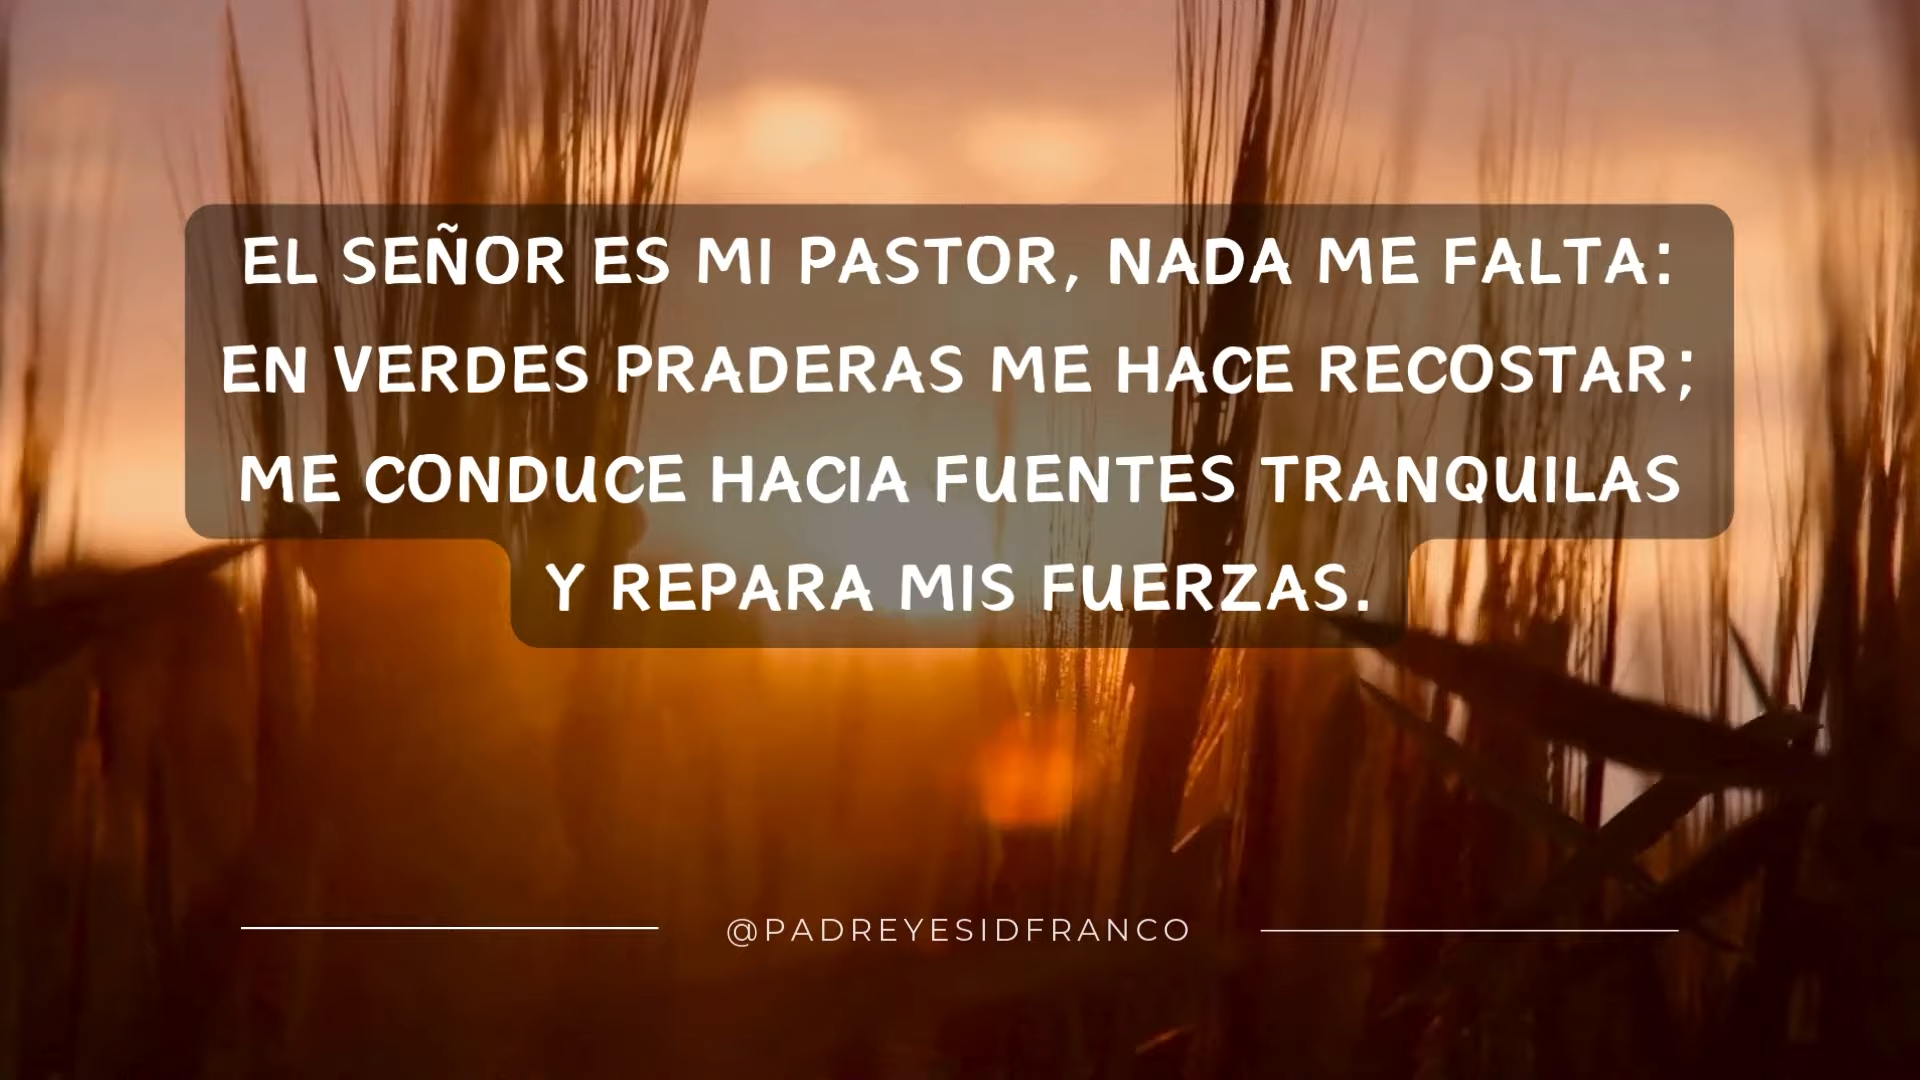 EL SEÑOR ES MI PASTOR, NADA ME FALTA:
EN VERDES PRADERAS ME HACE RECOSTAR;
ME CONDUCE HACIA FUENTES TRANQUILAS
Y REPARA MIS FUERZAS.
@PADREYESIDFRANCO